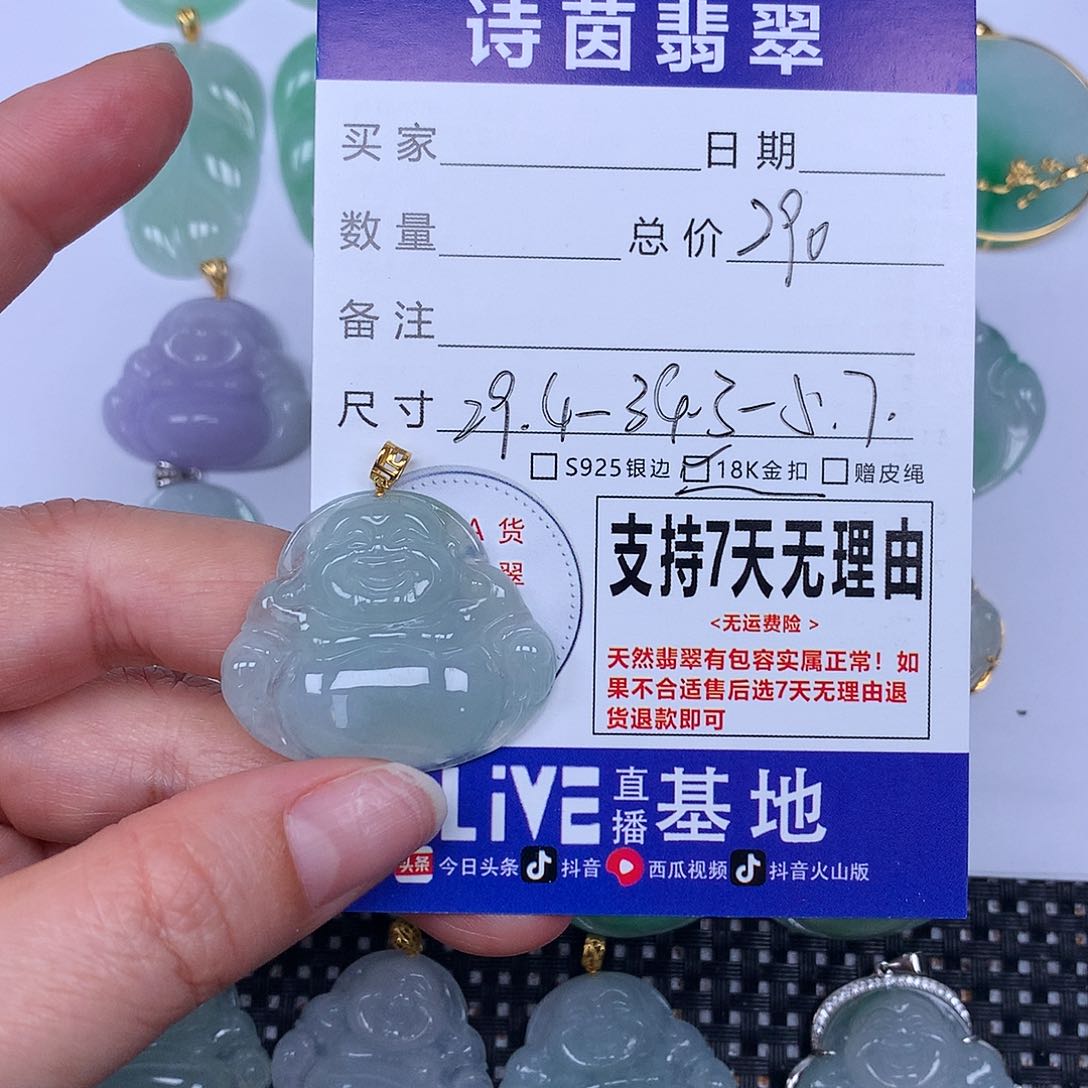 诗茵翡翠
买家 日期
数量 总价 290
备注
尺寸 29.4-34.3-5.7.
S925银边 18K金扣 赠皮绳
A 货
翠
支持7天无理由
<无运费险>
天然翡翠有包容实属正常!如
果不合适售后选7天无理由退
货退款即可
LiVE 直播 基地
头条 今日头条 抖音 西瓜视频 抖音火山版